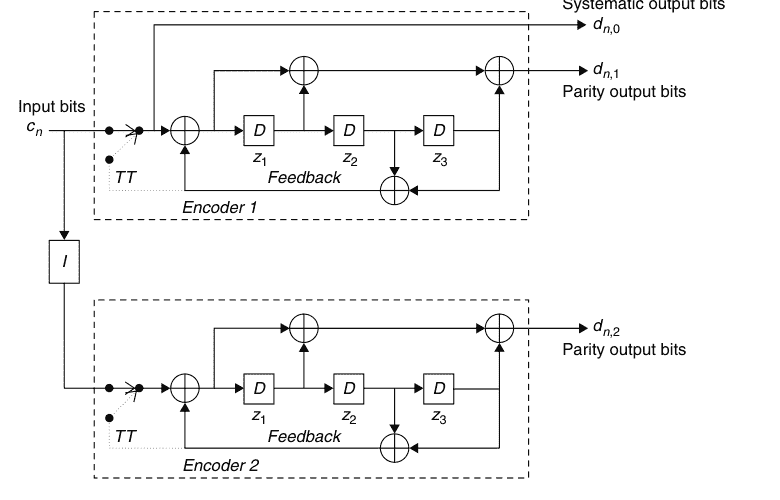 Systematic output bits
d_{n,0}
d_{n,1}
Parity output bits
Input bits
c_n
D D D
z_1 z_2 z_3
Feedback
TT
Encoder 1
I
d_{n,2}
Parity output bits
D D D
z_1 z_2 z_3
Feedback
TT
Encoder 2